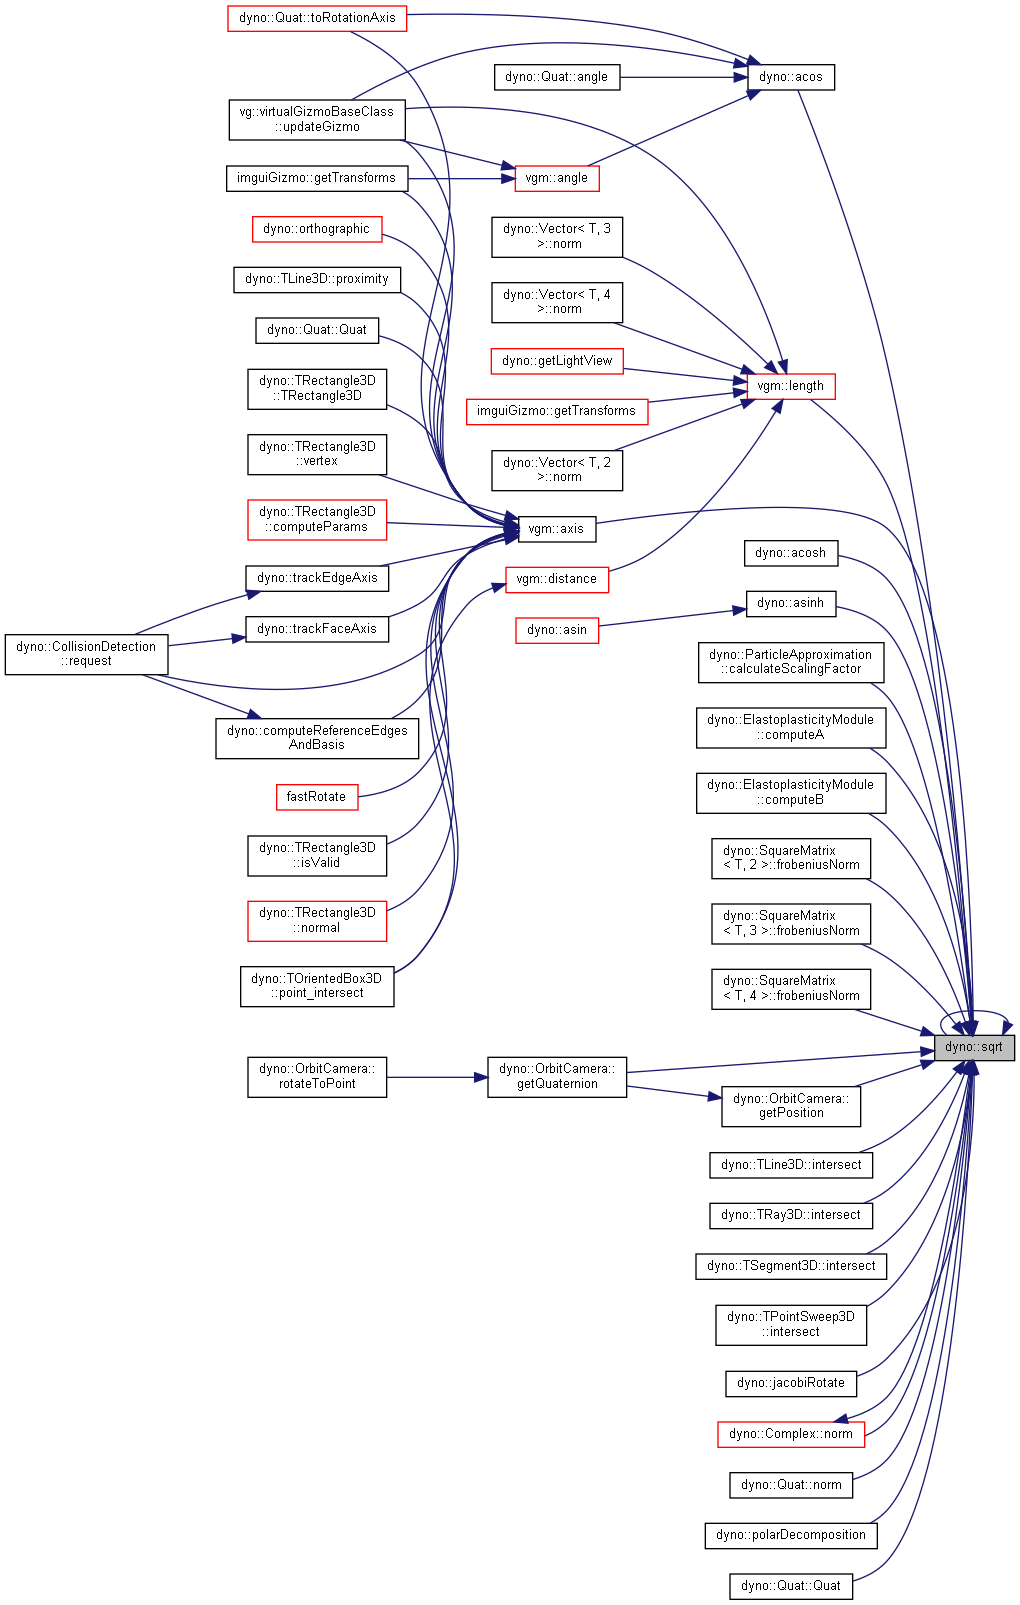 dyno::Quat::toRotationAxis
dyno::acos
dyno::Quat::angle
vg::virtualGizmoBaseClass
::updateGizmo
imguiGizmo::getTransforms
vgm::angle
dyno::orthographic
dyno::Vector< T, 3
>::norm
dyno::TLine3D::proximity
dyno::Vector< T, 4
>::norm
dyno::Quat::Quat
dyno::getLightView
dyno::TRectangle3D
::TRectangle3D
vgm::length
imguiGizmo::getTransforms
dyno::TRectangle3D
::vertex
dyno::Vector< T, 2
>::norm
dyno::TRectangle3D
::computeParams
vgm::axis
dyno::acosh
dyno::trackEdgeAxis
vgm::distance
dyno::asinh
dyno::trackFaceAxis
dyno::asin
dyno::CollisionDetection
::request
dyno::ParticleApproximation
::calculateScalingFactor
dyno::computeReferenceEdges
AndBasis
dyno::ElastoplasticityModule
::computeA
fastRotate
dyno::ElastoplasticityModule
::computeB
dyno::TRectangle3D
::isValid
dyno::SquareMatrix
< T, 2 >::frobeniusNorm
dyno::TRectangle3D
::normal
dyno::SquareMatrix
< T, 3 >::frobeniusNorm
dyno::TOrientedBox3D
::point_intersect
dyno::SquareMatrix
< T, 4 >::frobeniusNorm
dyno::sqrt
dyno::OrbitCamera::
rotateToPoint
dyno::OrbitCamera::
getQuaternion
dyno::OrbitCamera::
getPosition
dyno::TLine3D::intersect
dyno::TRay3D::intersect
dyno::TSegment3D::intersect
dyno::TPointSweep3D
::intersect
dyno::jacobiRotate
dyno::Complex::norm
dyno::Quat::norm
dyno::polarDecomposition
dyno::Quat::Quat